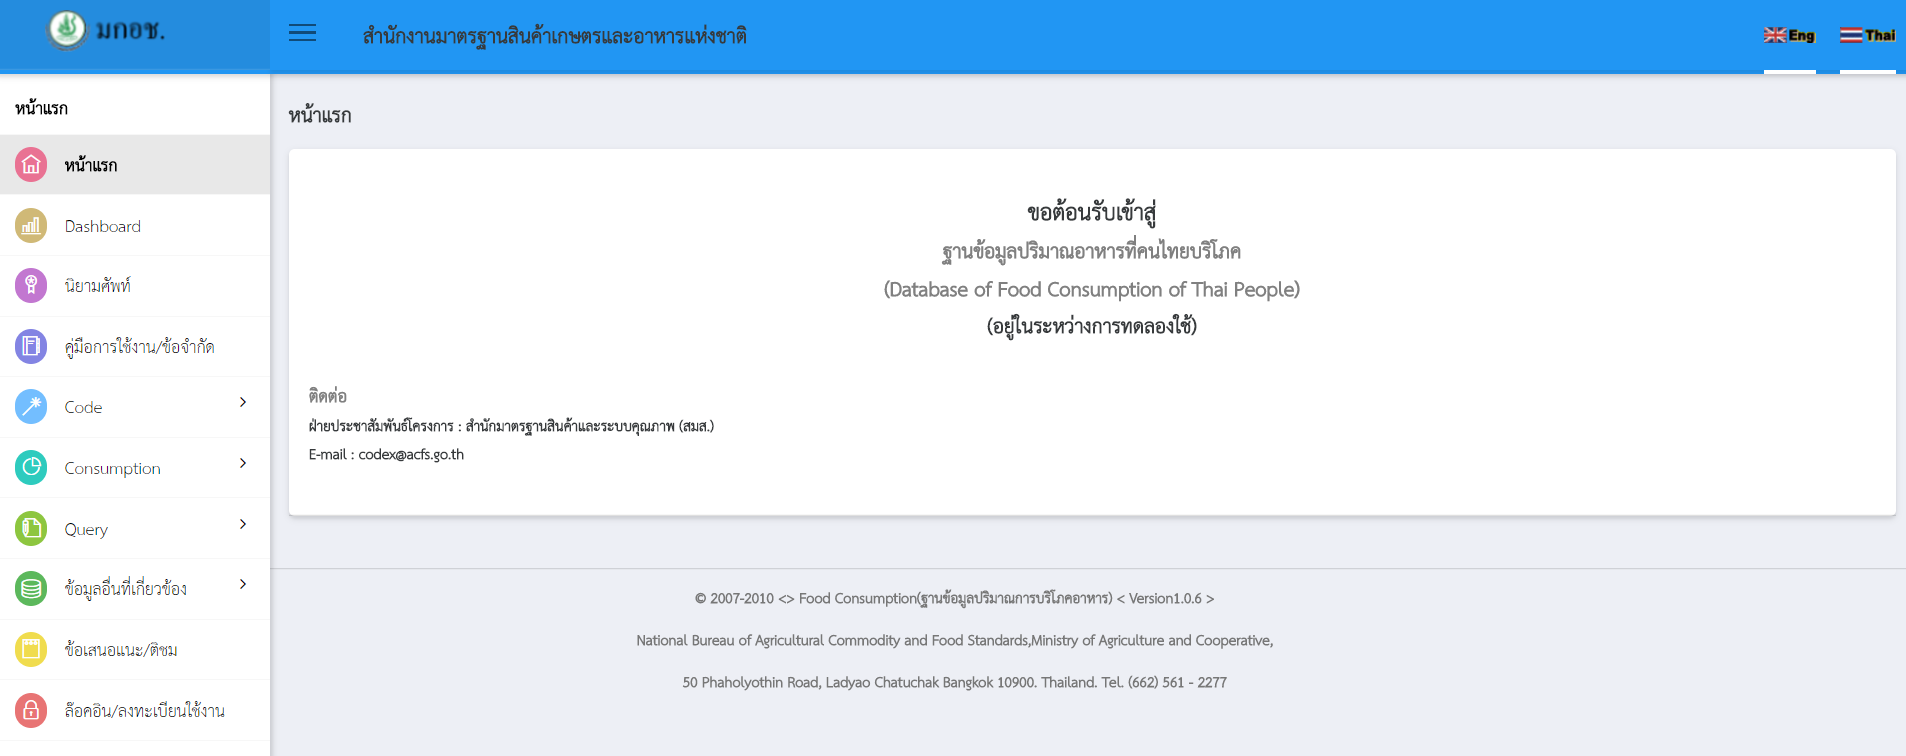 มกอช.
สำนักงานมาตรฐานสินค้าเกษตรและอาหารแห่งชาติ
Eng
Thai
หน้าแรก
หน้าแรก
Dashboard
นิยามศัพท์
คู่มือการใช้งาน/ข้อจำกัด
Code
Consumption
Query
ข้อมูลอื่นที่เกี่ยวข้อง
ข้อเสนอแนะ/ติชม
ล๊อคอิน/ลงทะเบียนใช้งาน
หน้าแรก
ขอต้อนรับเข้าสู่
ฐานข้อมูลปริมาณอาหารที่คนไทยบริโภค
(Database of Food Consumption of Thai People)
(อยู่ในระหว่างการทดลองใช้)
ติดต่อ
ฝ่ายประชาสัมพันธ์โครงการ : สำนักมาตรฐานสินค้าและระบบคุณภาพ (สมส.)
E-mail : codex@acfs.go.th
© 2007-2010 <> Food Consumption(ฐานข้อมูลปริมาณการบริโภคอาหาร) < Version1.0.6 >
National Bureau of Agricultural Commodity and Food Standards,Ministry of Agriculture and Cooperative,
50 Phaholyothin Road, Ladyao Chatuchak Bangkok 10900. Thailand. Tel. (662) 561 - 2277